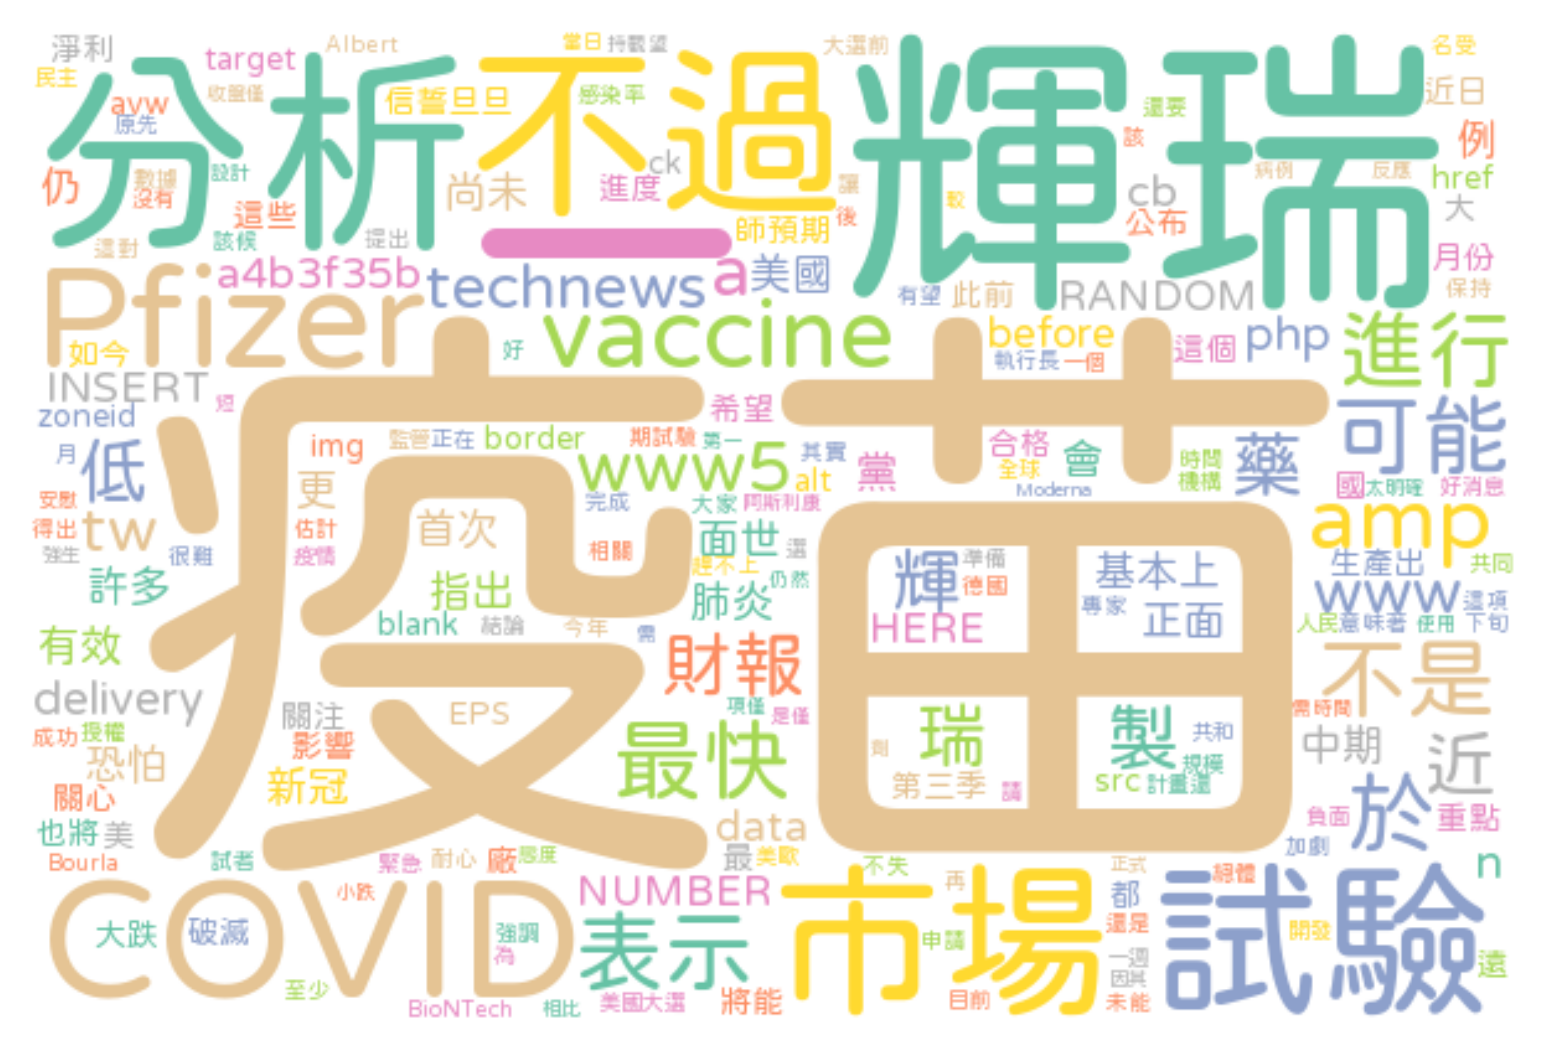 淨利
target
Albert
當日
持觀望
大選前
名受
民主
avw
收盤僅
信誓旦旦
感染率
還要
近日
原先
分析
不過
輝瑞
ck
該
例
仍
數據
設計
尚未
進度
讓
cb
病例
反應
href
沒有
這些
後
較
公布
大
這對
該候
提出
師預期
一
月份
Pfizer
a4b3f35b
technews
a
美國
有望
此前
RANDOM
保持
如今
好
vaccine
before
php
進行
執行長
一個
這個
INSERT
短
希望
zoneid
可能
月
低
img
監管
正在
border
期試驗
第一
其實
合格
會
時間
藥
www5
alt
黨
全球
機構
安慰
更
完成
大家
阿斯利康
Moderna
國
太明確
好消息
得出
tw
估計
首次
相關
面世
選
amp
強生
很難
疫情
趕不上
疫苗
輝
準備
基本上
生產出
共同
許多
指出
肺炎
仍然
德國
專家
正面
www
這項
blank
結論
今年
需
HERE
人民
意味著
使用
下旬
有效
財報
不是
delivery
關注
EPS
項僅
是僅
瑞
製
共和
需時間
成功
授權
影響
最快
劑
規模
中期
近
恐怕
新冠
第三季
請
src
計畫還
關心
data
於
負面
重點
也將
美
最
美歐
加劇
Bourla
試者
緊急
耐心
廠
態度
不失
正式
n
COVID
小跌
NUMBER
市場
再
都
總體
試驗
大跌
破滅
強調
為
表示
申請
還是
開發
遠
一週
因其
至少
BioNTech
相比
美國大選
將能
目前
未能